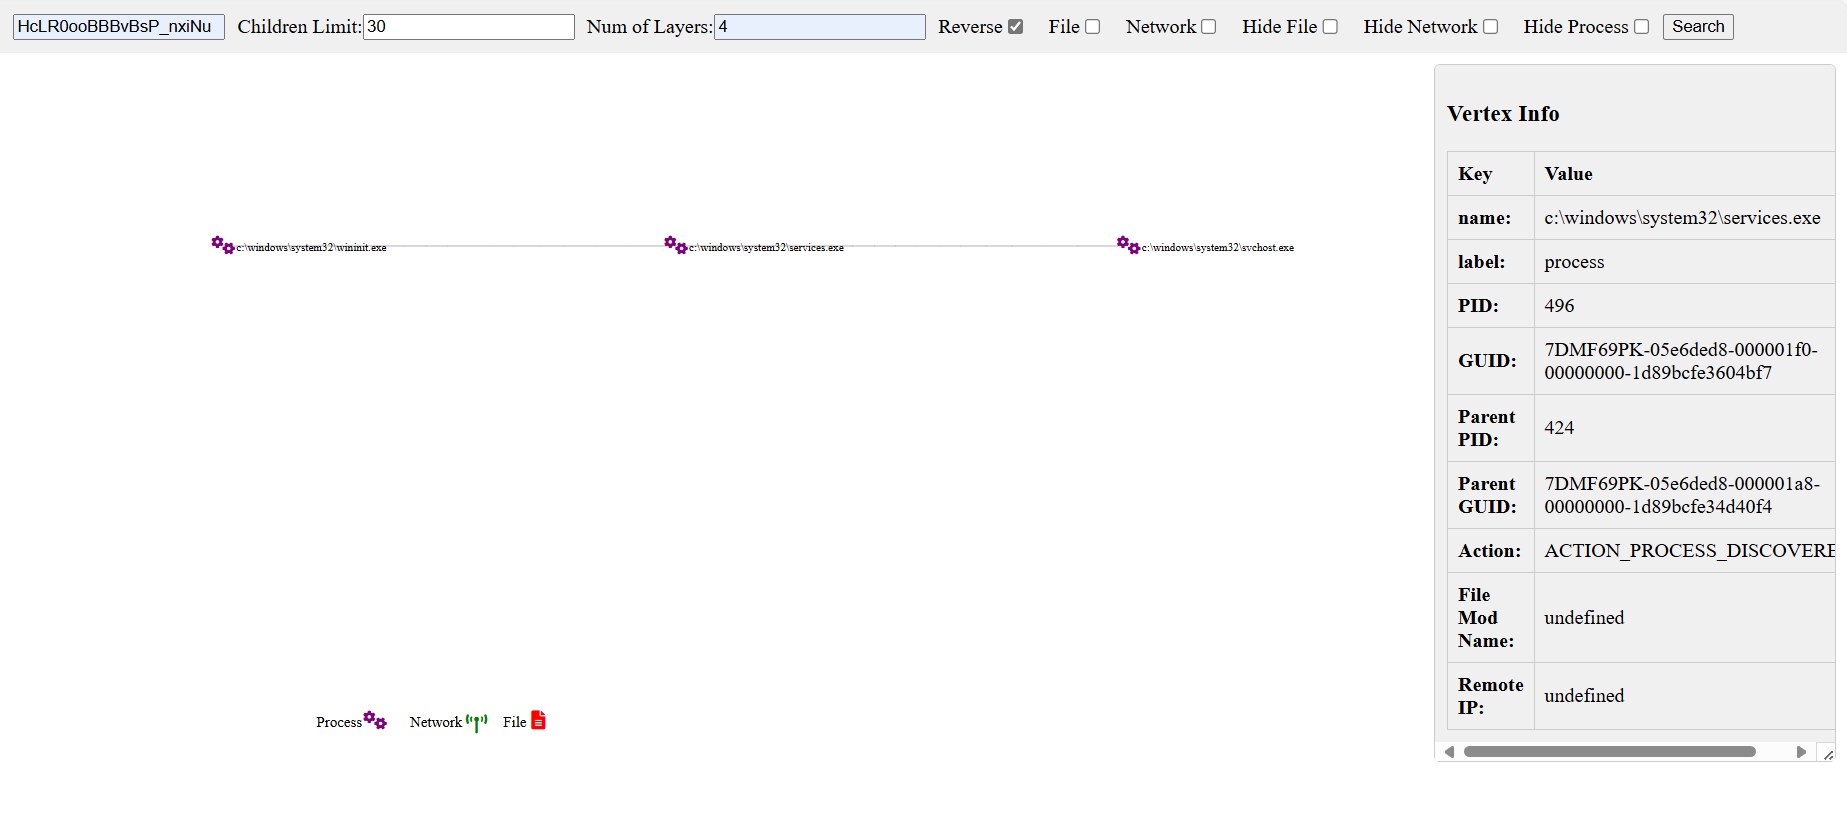 HcLR0ooBBBvBsP_nxiNu Children Limit: 30 Num of Layers: 4 Reverse File Network Hide File Hide Network Hide Process Search
c:\windows\system32\wininit.exe c:\windows\system32\services.exe c:\windows\system32\svchost.exe
Process Network File
Vertex Info
Key Value
name: c:\windows\system32\services.exe
label: process
PID: 496
GUID: 7DMF69PK-05e6ded8-000001f0-
00000000-1d89bcfe3604bf7
Parent
PID: 424
Parent
GUID: 7DMF69PK-05e6ded8-000001a8-
00000000-1d89bcfe34d40f4
Action: ACTION_PROCESS_DISCOVERE
File
Mod
Name: undefined
Remote
IP: undefined